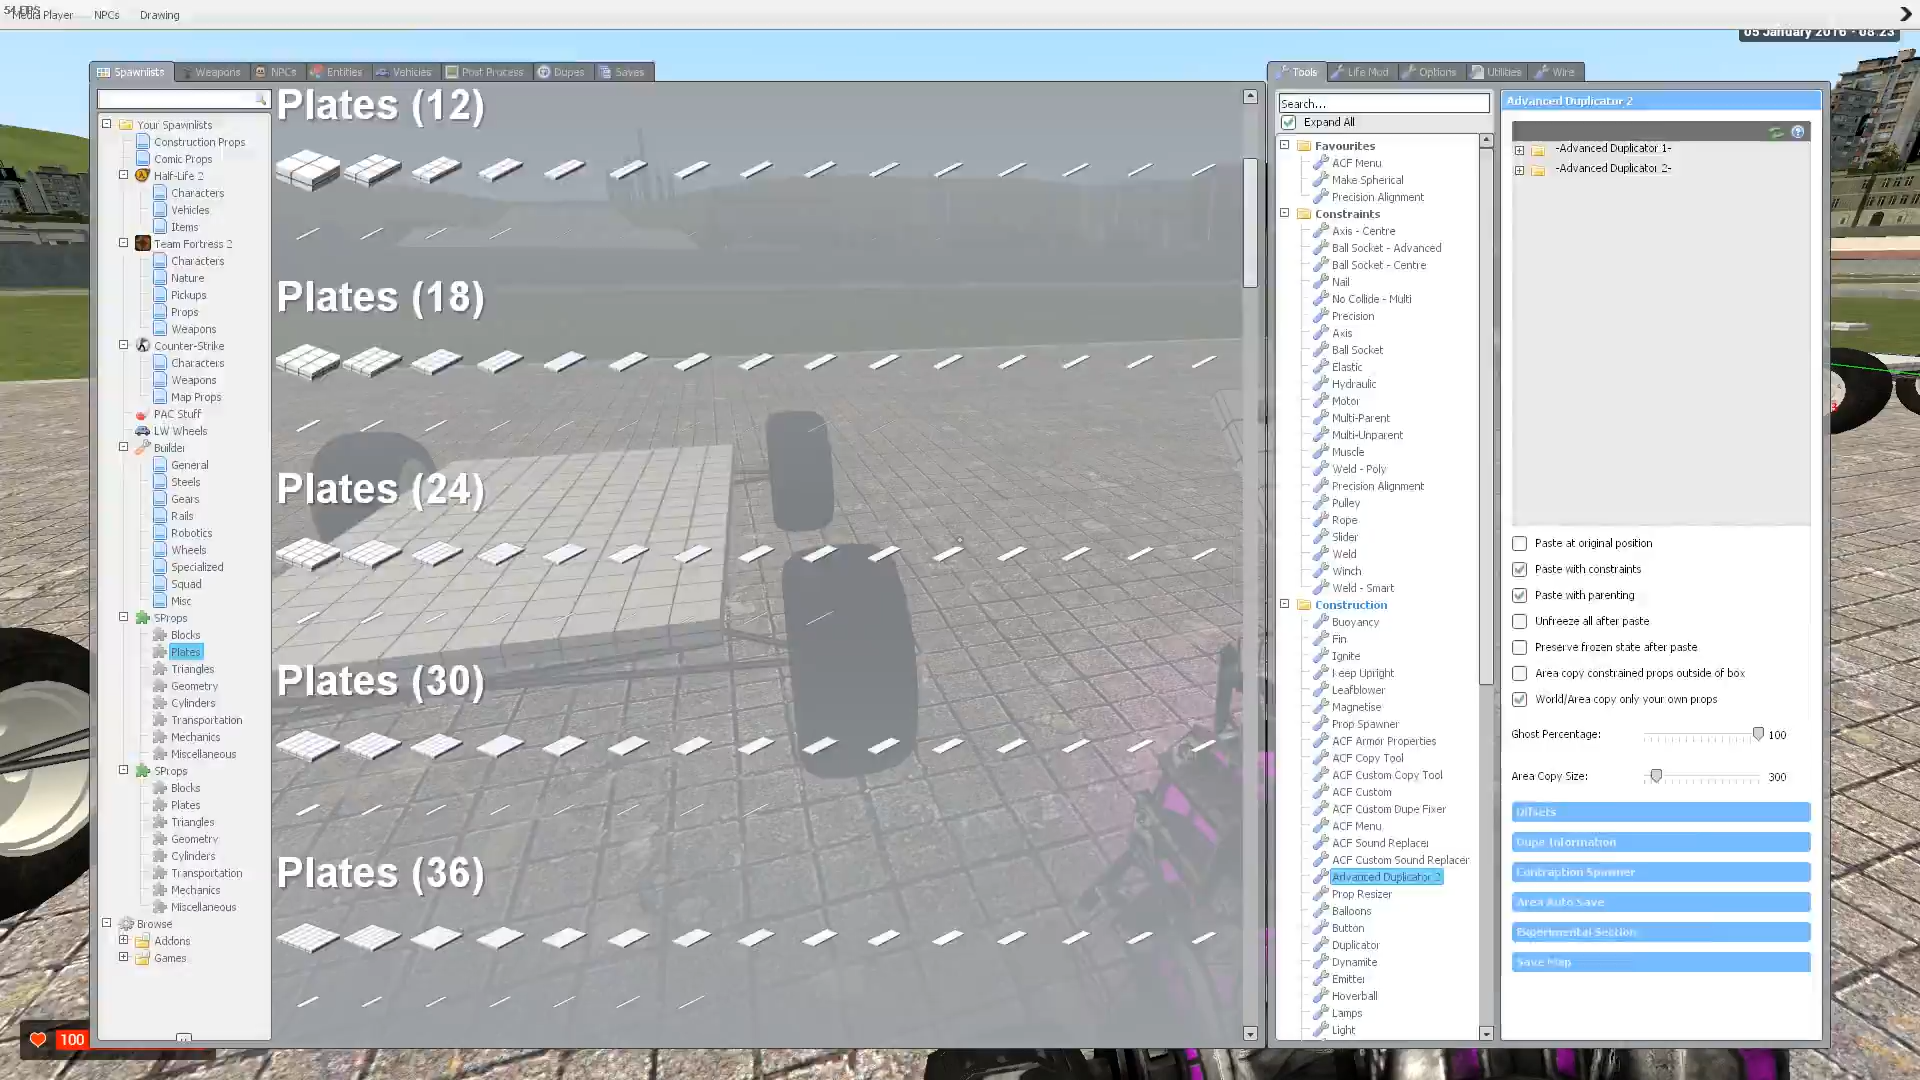 54 FPS
Media Player NPCs Drawing
05 January 2016 - 08:23
Spawnlists Weapons NPCs Entities Vehicles Post Process Dupes Saves
Your Spawnlists
Construction Props
Comic Props
Half-Life 2
Characters
Vehicles
Items
Team Fortress 2
Characters
Nature
Pickups
Props
Weapons
Counter-Strike
Characters
Weapons
Map Props
PAC Stuff
LW Wheels
Builder
General
Steels
Gears
Rails
Robotics
Wheels
Specialized
Squad
Misc
SProps
Blocks
Plates
Triangles
Geometry
Cylinders
Transportation
Mechanics
Miscellaneous
SProps
Blocks
Plates
Triangles
Geometry
Cylinders
Transportation
Mechanics
Miscellaneous
Browse
Addons
Games
100
Plates (12)
Plates (18)
Plates (24)
Plates (30)
Plates (36)
Tools Life Mod Options Utilities Wire
Search...
Expand All
Favourites
ACF Menu
Make Spherical
Precision Alignment
Constraints
Axis - Centre
Ball Socket - Advanced
Ball Socket - Centre
Nail
No Collide - Multi
Precision
Axis
Ball Socket
Elastic
Hydraulic
Motor
Multi-Parent
Multi-Unparent
Muscle
Weld - Poly
Precision Alignment
Pulley
Rope
Slider
Weld
Winch
Weld - Smart
Construction
Buoyancy
Fin
Ignite
Keep Upright
Leafblower
Magnetise
Prop Spawner
ACF Armor Properties
ACF Copy Tool
ACF Custom Copy Tool
ACF Custom
ACF Custom Dupe Fixer
ACF Menu
ACF Sound Replacer
ACF Custom Sound Replacer
Advanced Duplicator 2
Prop Resizer
Balloons
Button
Duplicator
Dynamite
Emitter
Hoverball
Lamps
Light
Advanced Duplicator 2
-Advanced Duplicator 1-
-Advanced Duplicator 2-
Paste at original position
Paste with constraints
Paste with parenting
Unfreeze all after paste
Preserve frozen state after paste
Area copy constrained props outside of box
World/Area copy only your own props
Ghost Percentage: 100
Area Copy Size: 300
Offsets
Dupe Information
Contraption Spawner
Area Auto Save
Experimental Section
Save Map